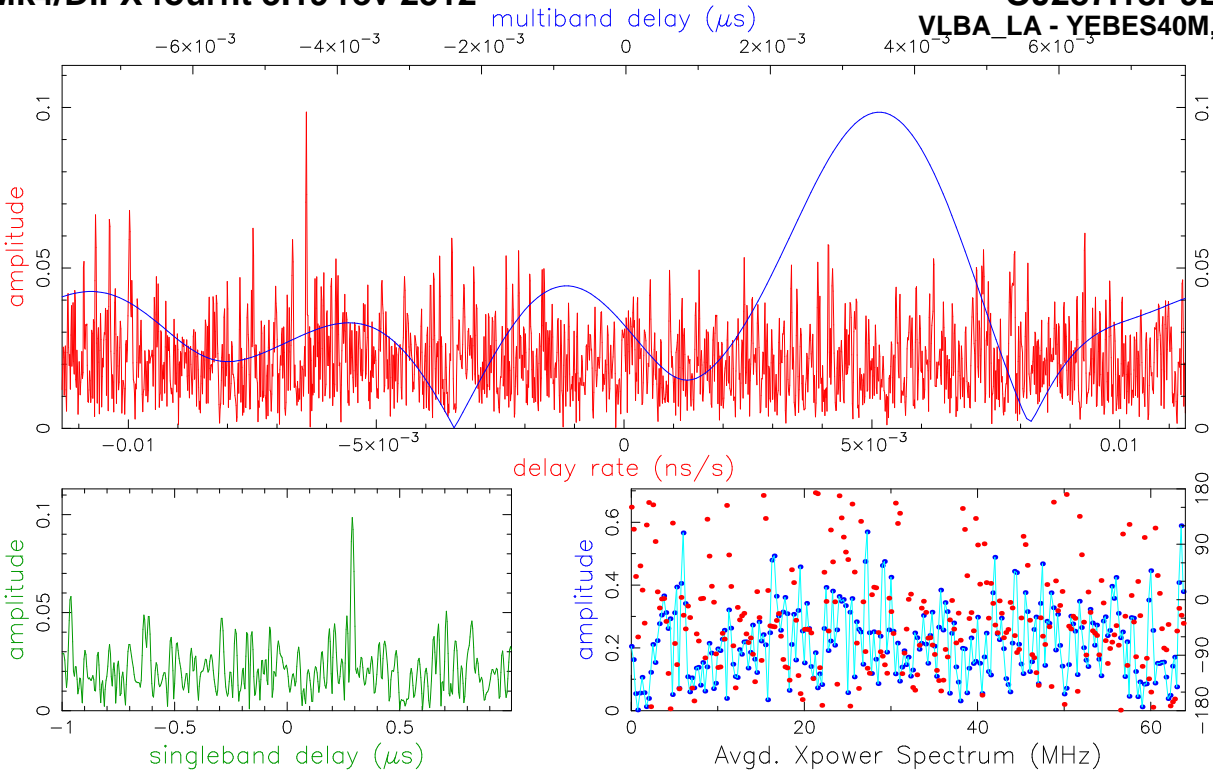 multiband delay (μs)
VLBA_LA - YEBES40M,
−6×10⁻³ −4×10⁻³ −2×10⁻³ 0 2×10⁻³ 4×10⁻³ 6×10⁻³
amplitude
0 0.05 0.1
0 0.05 0.1
−0.01 −5×10⁻³ 0 5×10⁻³ 0.01
delay rate (ns/s)
amplitude
0 0.05 0.1
−1 −0.5 0 0.5
singleband delay (μs)
amplitude
0 0.2 0.4 0.6
−180 −90 0 90 180
0 20 40 60
Avgd. Xpower Spectrum (MHz)